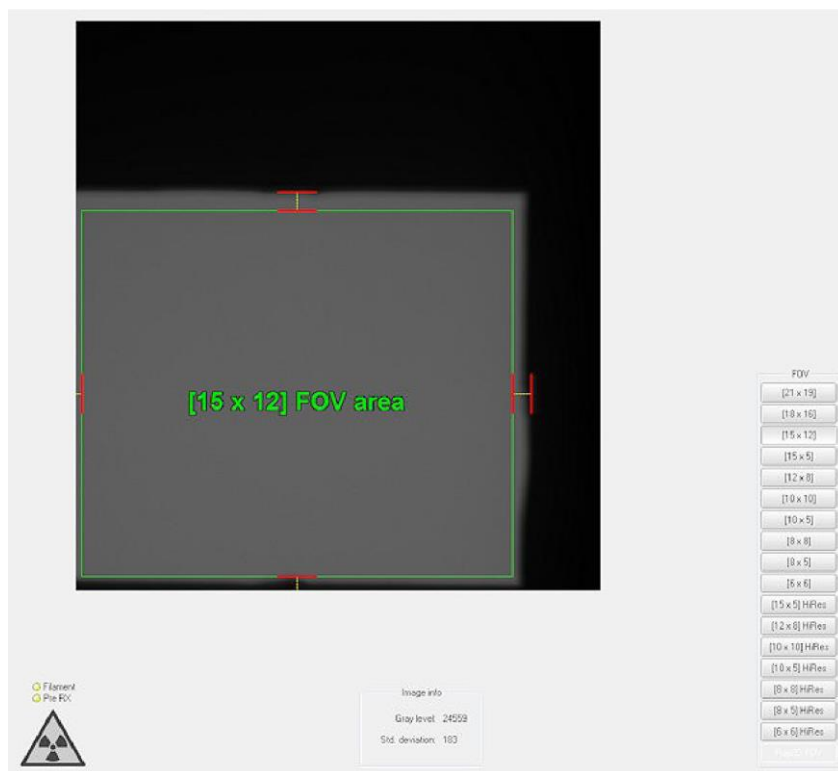 [15 x 12] FOV area
FOV
[21 x 19]
[18 x 16]
[15 x 12]
[15 x 5]
[12 x 8]
[10 x 10]
[10 x 5]
[8 x 8]
[8 x 5]
[6 x 6]
[15 x 5] HiRes
[12 x 8] HiRes
[10 x 10] HiRes
[10 x 5] HiRes
[8 x 8] HiRes
[8 x 5] HiRes
[6 x 6] HiRes
Filament
Pre RX
Image info
Gray level: 24559
Std. deviation: 183